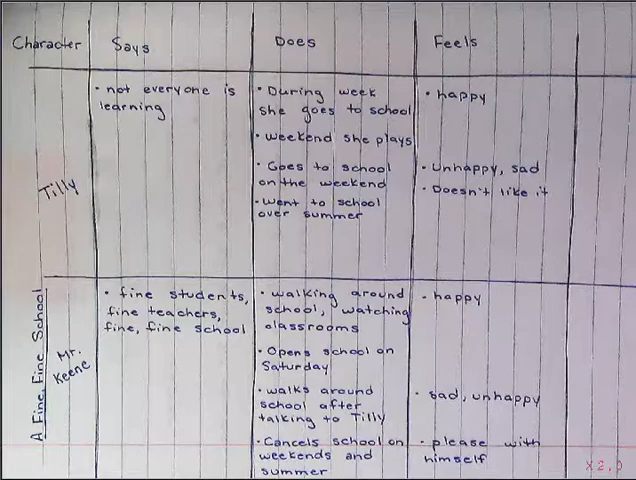 Character Says Does Feels
Tilly
• not everyone is
learning
• During week
she goes to school
• weekend she plays
• Goes to school
on the weekend
• Went to school
over summer
• happy
• Unhappy, sad
• Doesn't like it
A Fine, Fine School
Mr.
Keene
• fine students,
fine teachers,
fine, fine school
• walking around
school, watching
classrooms
• Opens school on
Saturday
• walks around
school after
talking to Tilly
• Cancels school on
weekends and
summer
• happy
• sad, unhappy
• please with
himself
X2.0